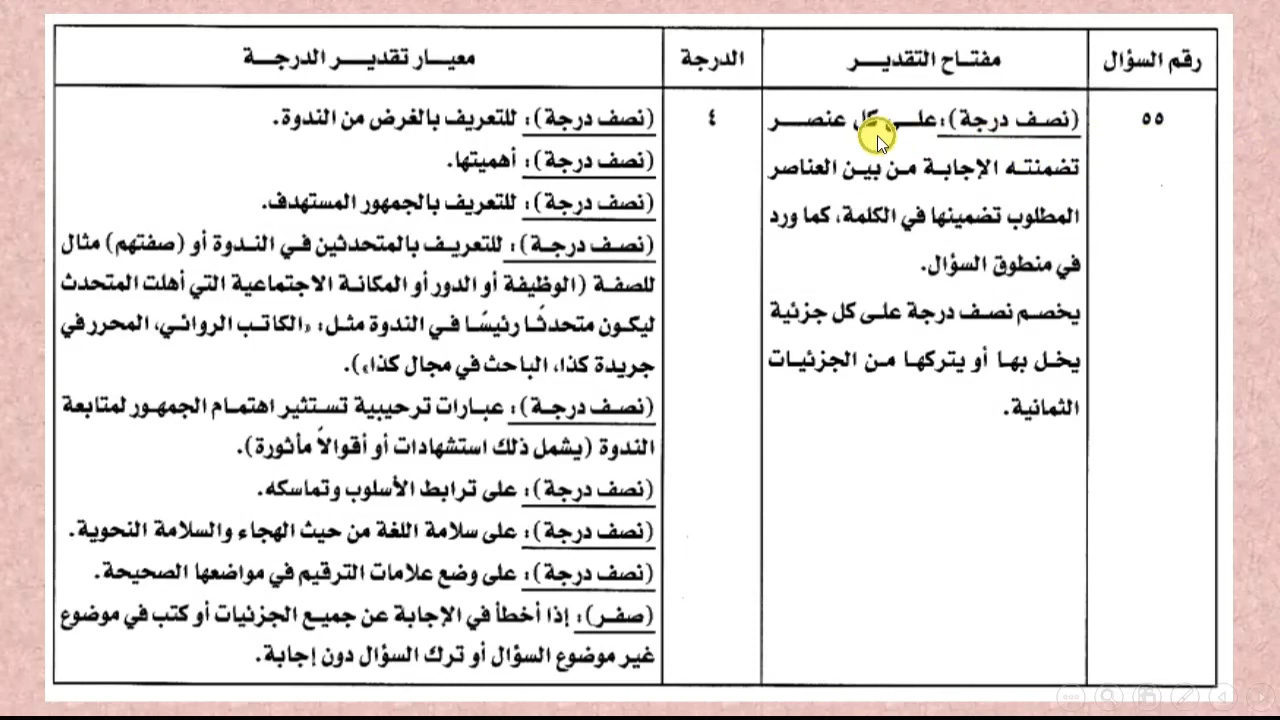 رقم السؤال
مفتاح التقدير
الدرجة
معيار تقدير الدرجة
٥٥
(نصف درجة): على كل عنصر
تضمنته الإجابة من بين العناصر
المطلوب تضمينها في الكلمة، كما ورد
في منطوق السؤال.
يخصم نصف درجة على كل جزئية
يخل بها أو يتركها من الجزئيات
الثمانية.
٤
(نصف درجة): للتعريف بالغرض من الندوة.
(نصف درجة): أهميتها.
(نصف درجة): للتعريف بالجمهور المستهدف.
(نصف درجة): للتعريف بالمتحدثين في الندوة أو (صفتهم) مثال
للصفة (الوظيفة أو الدور أو المكانة الاجتماعية التي أهلت المتحدث
ليكون متحدثًا رئيسًا في الندوة مثل: «الكاتب الروائي، المحرر في
جريدة كذا، الباحث في مجال كذا»).
(نصف درجة): عبارات ترحيبية تستثير اهتمام الجمهور لمتابعة
الندوة (يشمل ذلك استشهادات أو أقوالاً مأثورة).
(نصف درجة): على ترابط الأسلوب وتماسكه.
(نصف درجة): على سلامة اللغة من حيث الهجاء والسلامة النحوية.
(نصف درجة): على وضع علامات الترقيم في مواضعها الصحيحة.
(صفر): إذا أخطأ في الإجابة عن جميع الجزئيات أو كتب في موضوع
غير موضوع السؤال أو ترك السؤال دون إجابة.